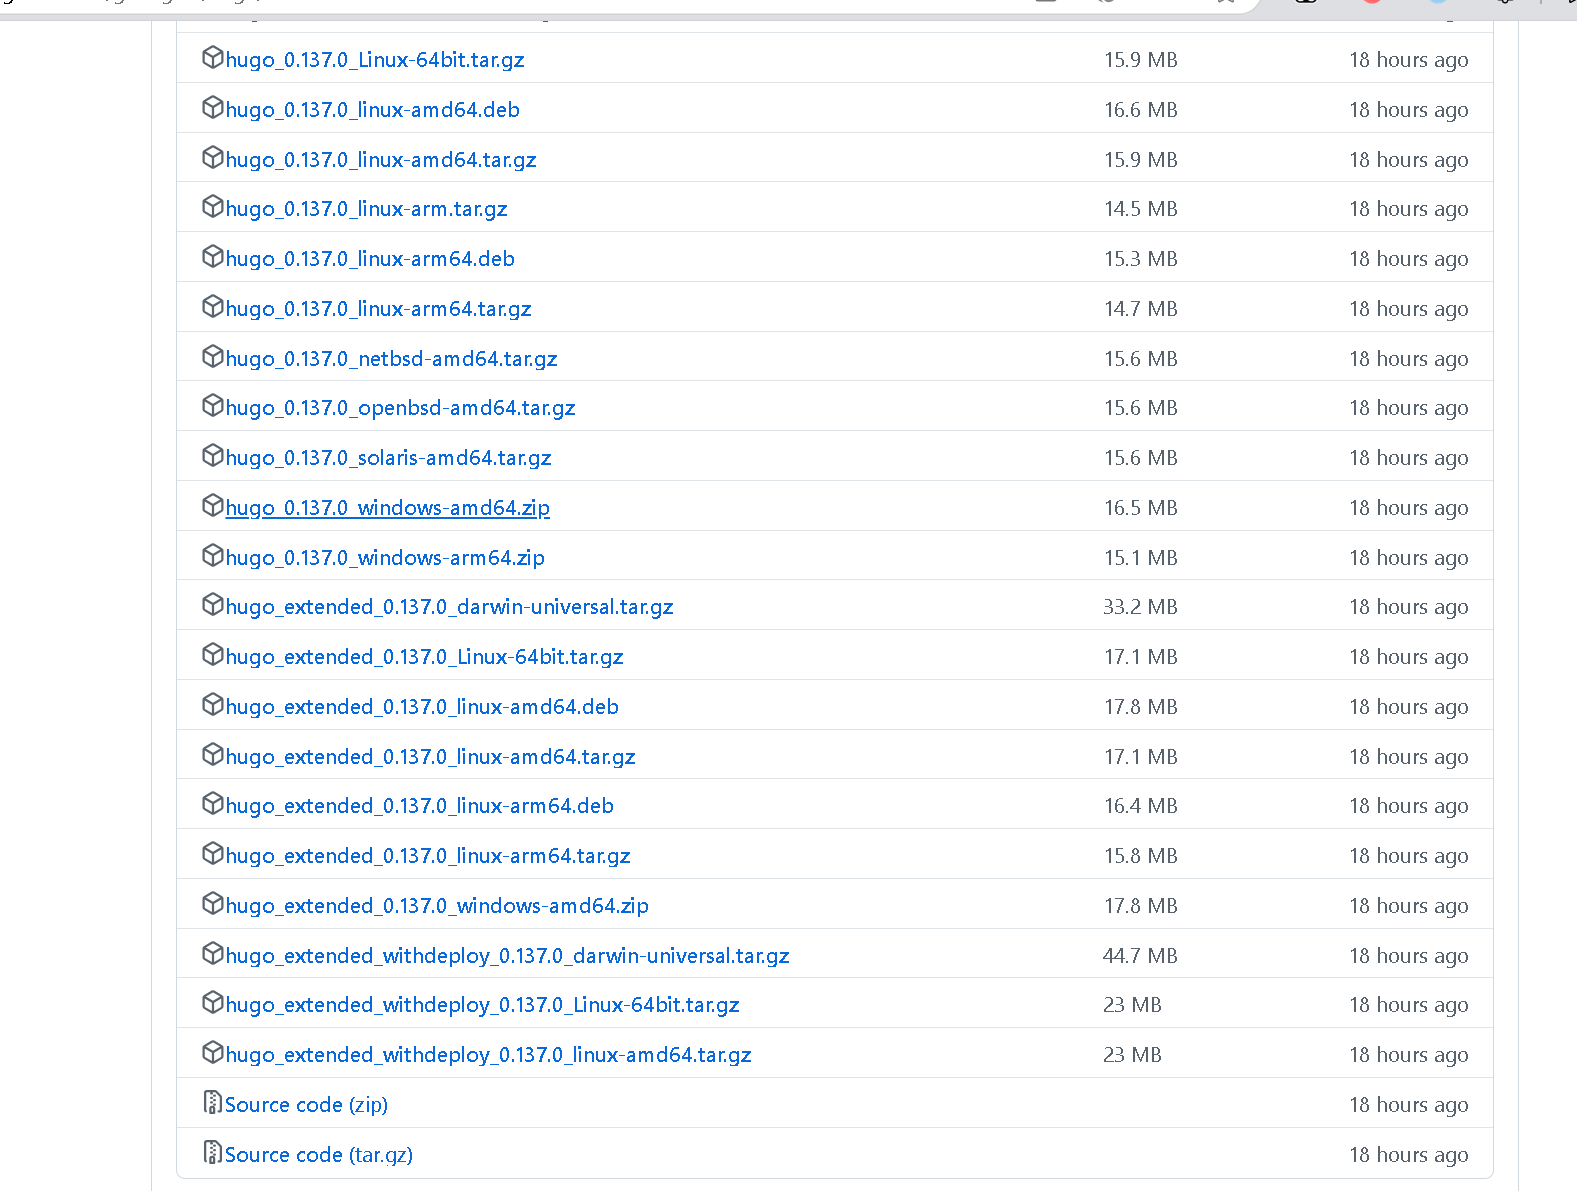 hugo_0.137.0_Linux-64bit.tar.gz 15.9 MB 18 hours ago
hugo_0.137.0_linux-amd64.deb 16.6 MB 18 hours ago
hugo_0.137.0_linux-amd64.tar.gz 15.9 MB 18 hours ago
hugo_0.137.0_linux-arm.tar.gz 14.5 MB 18 hours ago
hugo_0.137.0_linux-arm64.deb 15.3 MB 18 hours ago
hugo_0.137.0_linux-arm64.tar.gz 14.7 MB 18 hours ago
hugo_0.137.0_netbsd-amd64.tar.gz 15.6 MB 18 hours ago
hugo_0.137.0_openbsd-amd64.tar.gz 15.6 MB 18 hours ago
hugo_0.137.0_solaris-amd64.tar.gz 15.6 MB 18 hours ago
hugo_0.137.0_windows-amd64.zip 16.5 MB 18 hours ago
hugo_0.137.0_windows-arm64.zip 15.1 MB 18 hours ago
hugo_extended_0.137.0_darwin-universal.tar.gz 33.2 MB 18 hours ago
hugo_extended_0.137.0_Linux-64bit.tar.gz 17.1 MB 18 hours ago
hugo_extended_0.137.0_linux-amd64.deb 17.8 MB 18 hours ago
hugo_extended_0.137.0_linux-amd64.tar.gz 17.1 MB 18 hours ago
hugo_extended_0.137.0_linux-arm64.deb 16.4 MB 18 hours ago
hugo_extended_0.137.0_linux-arm64.tar.gz 15.8 MB 18 hours ago
hugo_extended_0.137.0_windows-amd64.zip 17.8 MB 18 hours ago
hugo_extended_withdeploy_0.137.0_darwin-universal.tar.gz 44.7 MB 18 hours ago
hugo_extended_withdeploy_0.137.0_Linux-64bit.tar.gz 23 MB 18 hours ago
hugo_extended_withdeploy_0.137.0_linux-amd64.tar.gz 23 MB 18 hours ago
Source code (zip) 18 hours ago
Source code (tar.gz) 18 hours ago